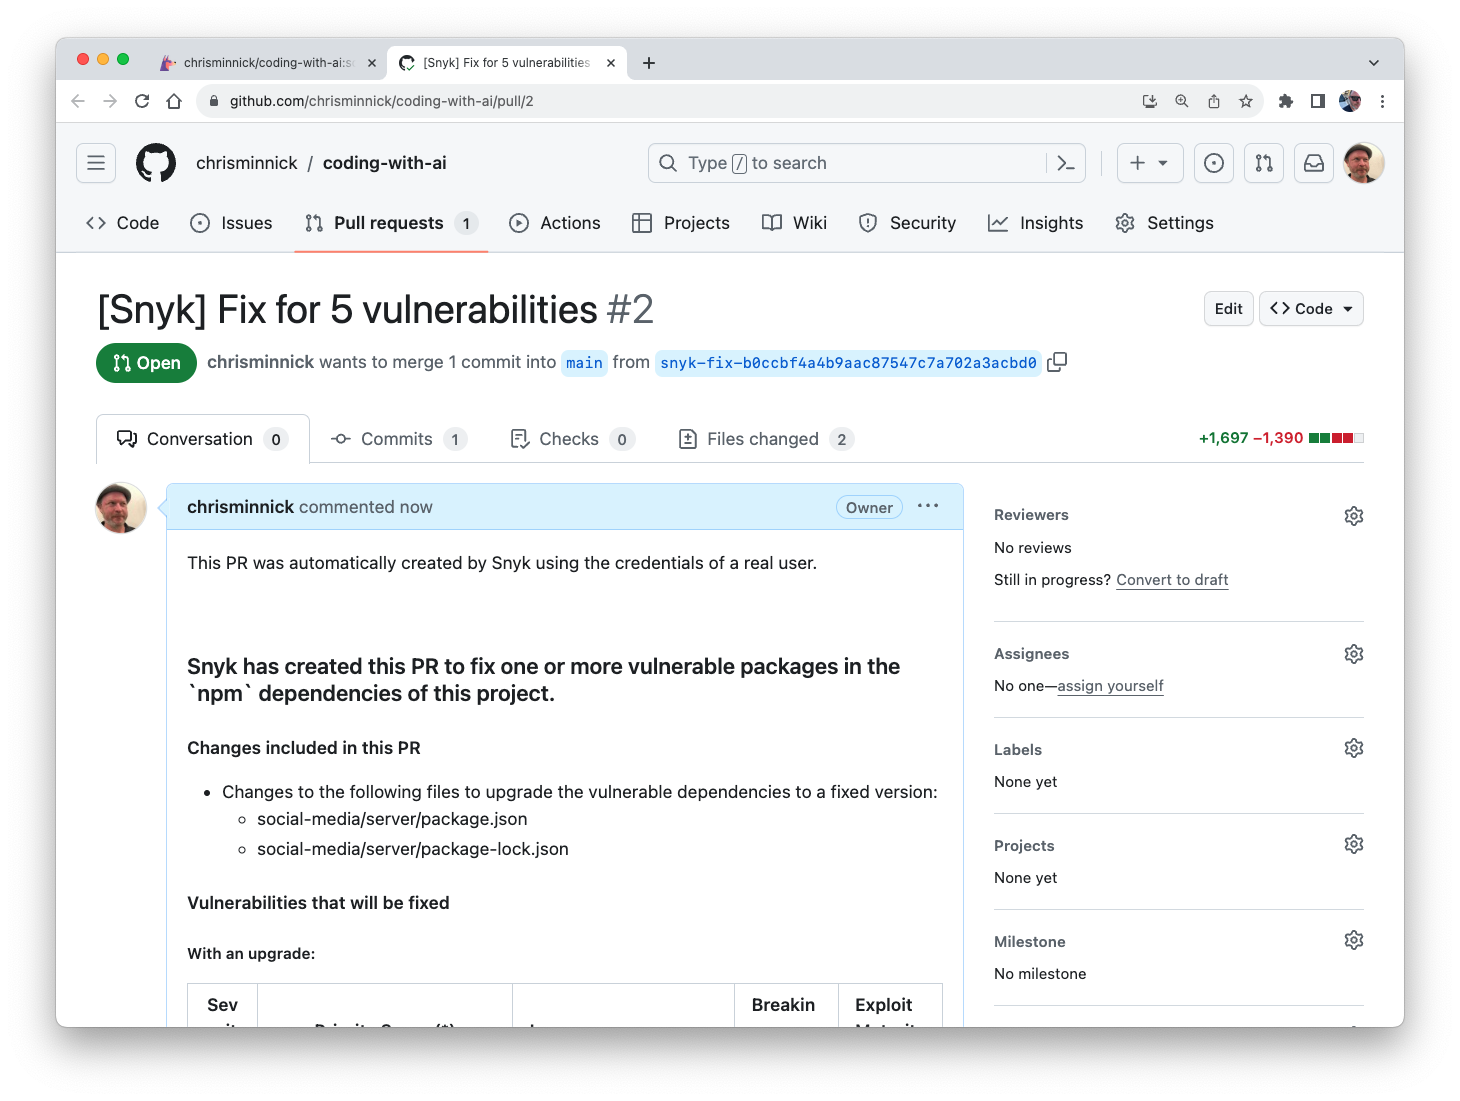 chrisminnick/coding-with-ai:s
[Snyk] Fix for 5 vulnerabilities
github.com/chrisminnick/coding-with-ai/pull/2
chrisminnick / coding-with-ai
Type / to search
Code
Issues
Pull requests 1
Actions
Projects
Wiki
Security
Insights
Settings
[Snyk] Fix for 5 vulnerabilities #2
Edit
Code
Open
chrisminnick wants to merge 1 commit into main from snyk-fix-b0ccbf4a4b9aac87547c7a702a3acbd0
Conversation 0
Commits 1
Checks 0
Files changed 2
+1,697 −1,390
chrisminnick commented now
Owner
This PR was automatically created by Snyk using the credentials of a real user.
Snyk has created this PR to fix one or more vulnerable packages in the
`npm` dependencies of this project.
Changes included in this PR
• Changes to the following files to upgrade the vulnerable dependencies to a fixed version:
◦ social-media/server/package.json
◦ social-media/server/package-lock.json
Vulnerabilities that will be fixed
With an upgrade:
Sev
Breakin
Exploit
Reviewers
No reviews
Still in progress? Convert to draft
Assignees
No one—assign yourself
Labels
None yet
Projects
None yet
Milestone
No milestone